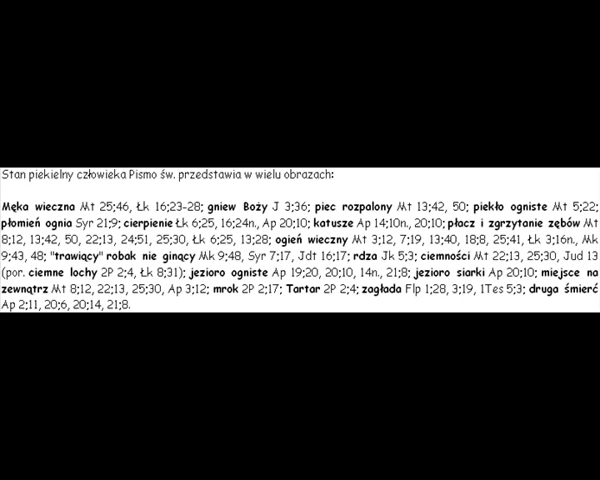 Stan piekielny człowieka Pismo św. przedstawia w wielu obrazach:
Męka wieczna Mt 25;46, Łk 16;23-28; gniew Boży J 3;36; piec rozpalony Mt 13;42, 50; piekło ogniste Mt 5;22;
płomień ognia Syr 21;9; cierpienie Łk 6;25, 16;24n., Ap 20;10; katusze Ap 14;10n., 20;10; płacz i zgrzytanie zębów Mt
8;12, 13;42, 50, 22;13, 24;51, 25;30, Łk 6;25, 13;28; ogień wieczny Mt 3;12, 7;19, 13;40, 18;8, 25;41, Łk 3;16n., Mk
9;43, 48; "trawiący" robak nie ginący Mk 9;48, Syr 7;17, Jdt 16;17; rdza Jk 5;3; ciemności Mt 22;13, 25;30, Jud 13
(por. ciemne lochy 2P 2;4, Łk 8;31); jezioro ogniste Ap 19;20, 20;10, 14n., 21;8; jezioro siarki Ap 20;10; miejsce na
zewnątrz Mt 8;12, 22;13, 25;30, Ap 3;12; mrok 2P 2;17; Tartar 2P 2;4; zagłada Flp 1;28, 3;19, 1Tes 5;3; druga śmierć
Ap 2;11, 20;6, 20;14, 21;8.